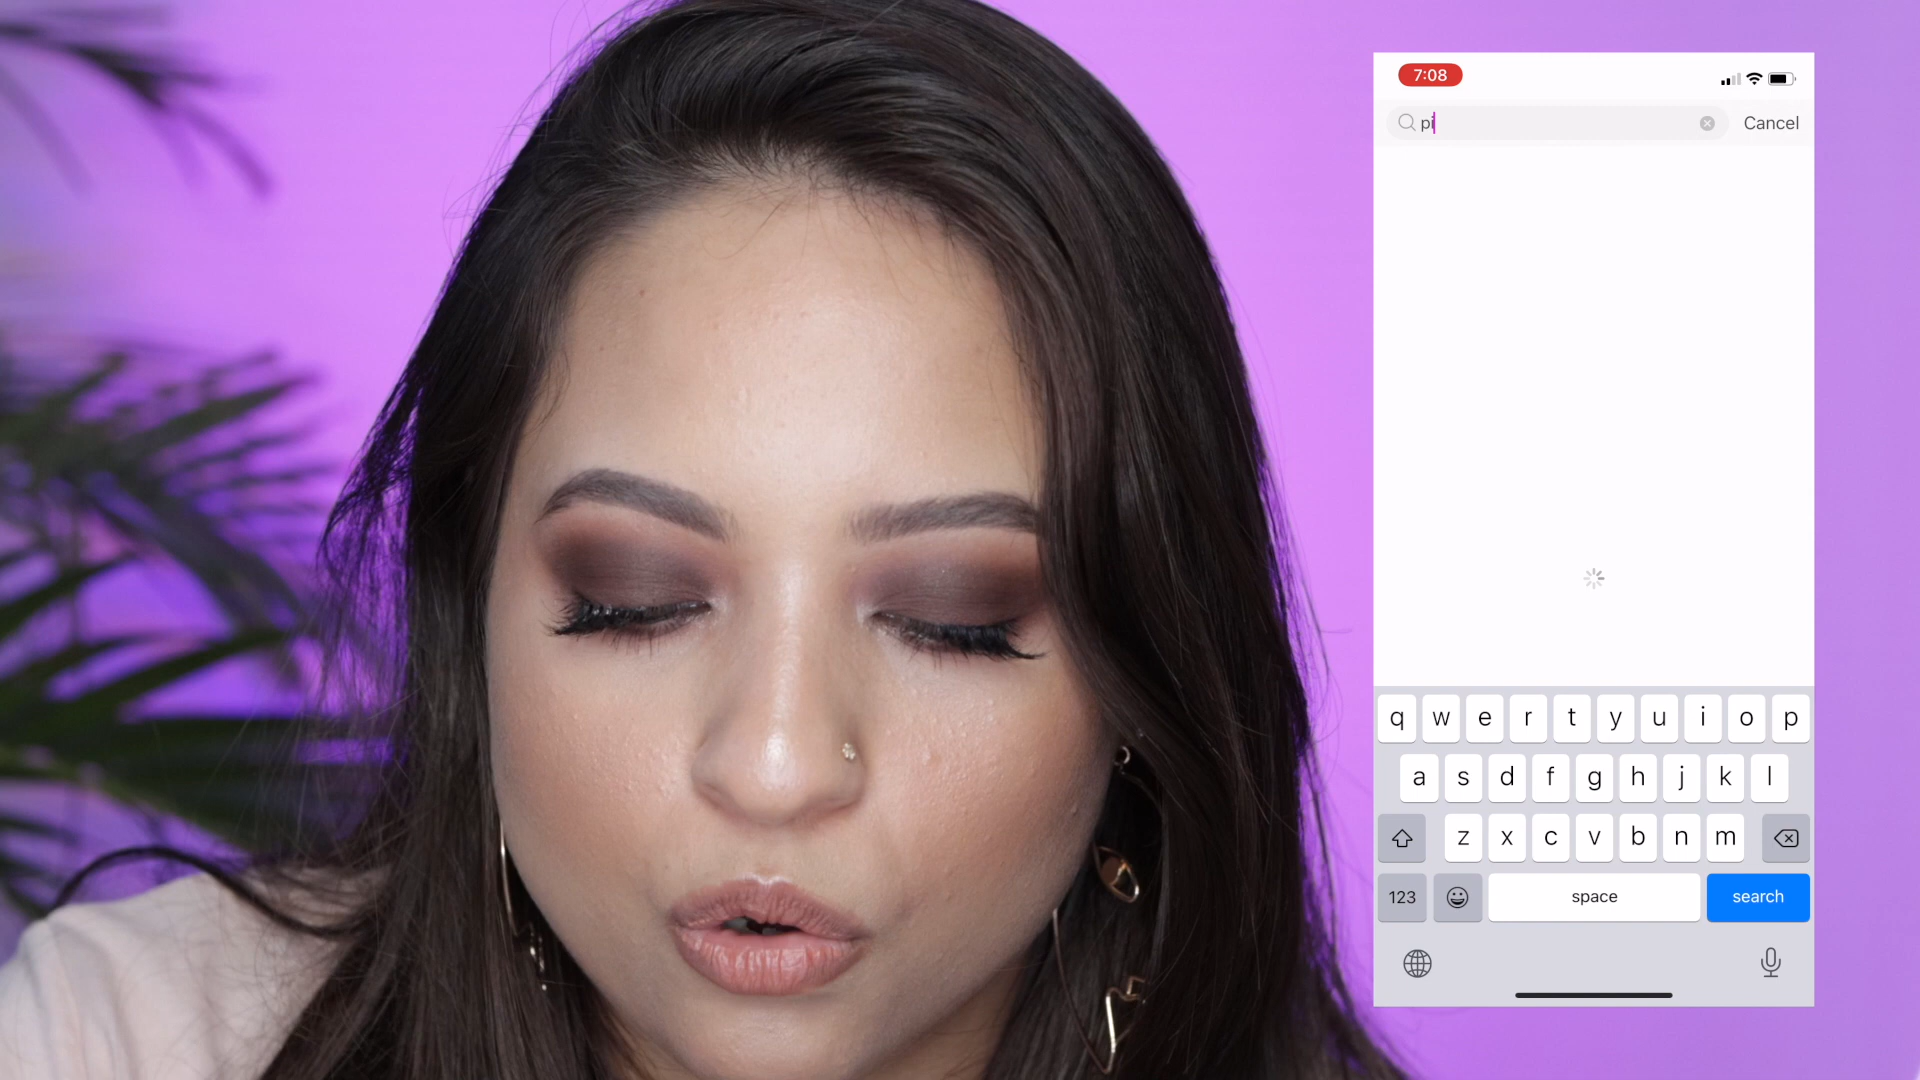 7:08
pi
Cancel
q w e r t y u i o p
a s d f g h j k l
z x c v b n m
123 space search